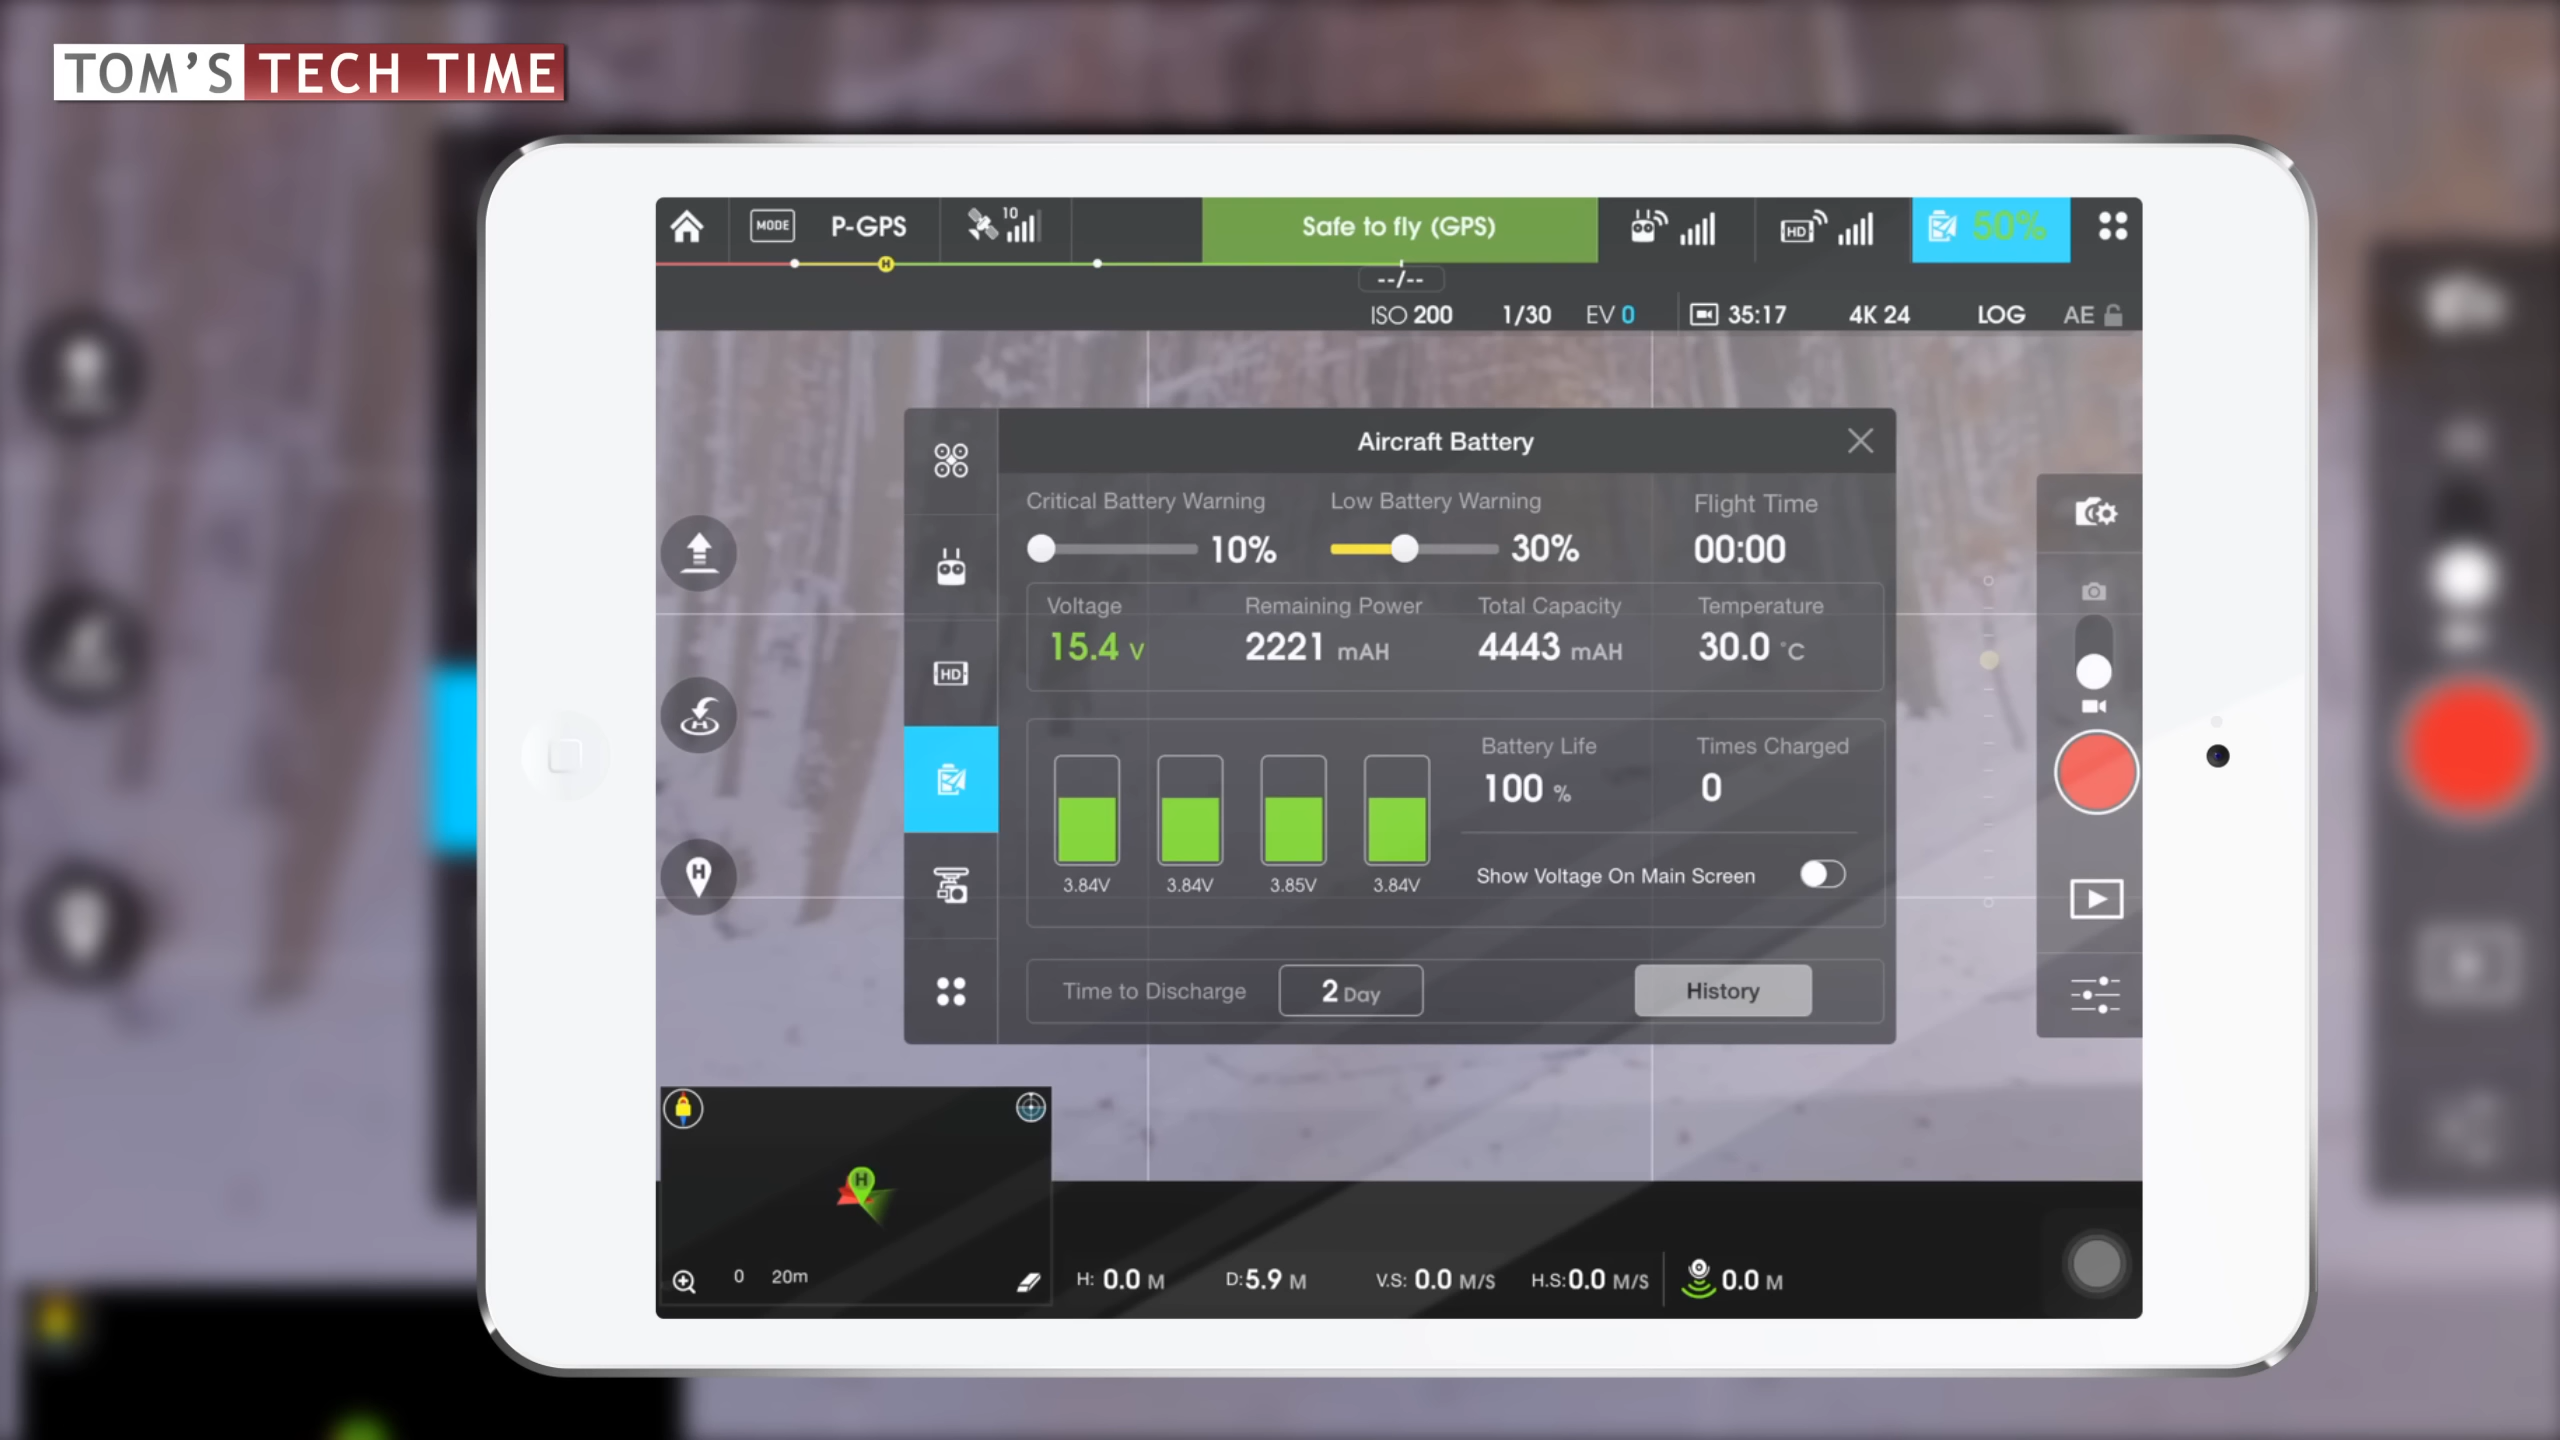 TOM'S TECH TIME
MODE P-GPS 10 Safe to fly (GPS) HD 50%
H
--/--
ISO 200 1/30 EV 0 35:17 4K 24 LOG AE
Aircraft Battery
Critical Battery Warning Low Battery Warning Flight Time
10% 30% 00:00
Voltage Remaining Power Total Capacity Temperature
15.4 V 2221 mAH 4443 mAH 30.0 °C
HD
Battery Life Times Charged
100 % 0
Show Voltage On Main Screen
3.84V 3.84V 3.85V 3.84V
H
H
Time to Discharge 2 Day History
H
0 20m
H: 0.0 M D:5.9 M V.S: 0.0 M/S H.S:0.0 M/S 0.0 M